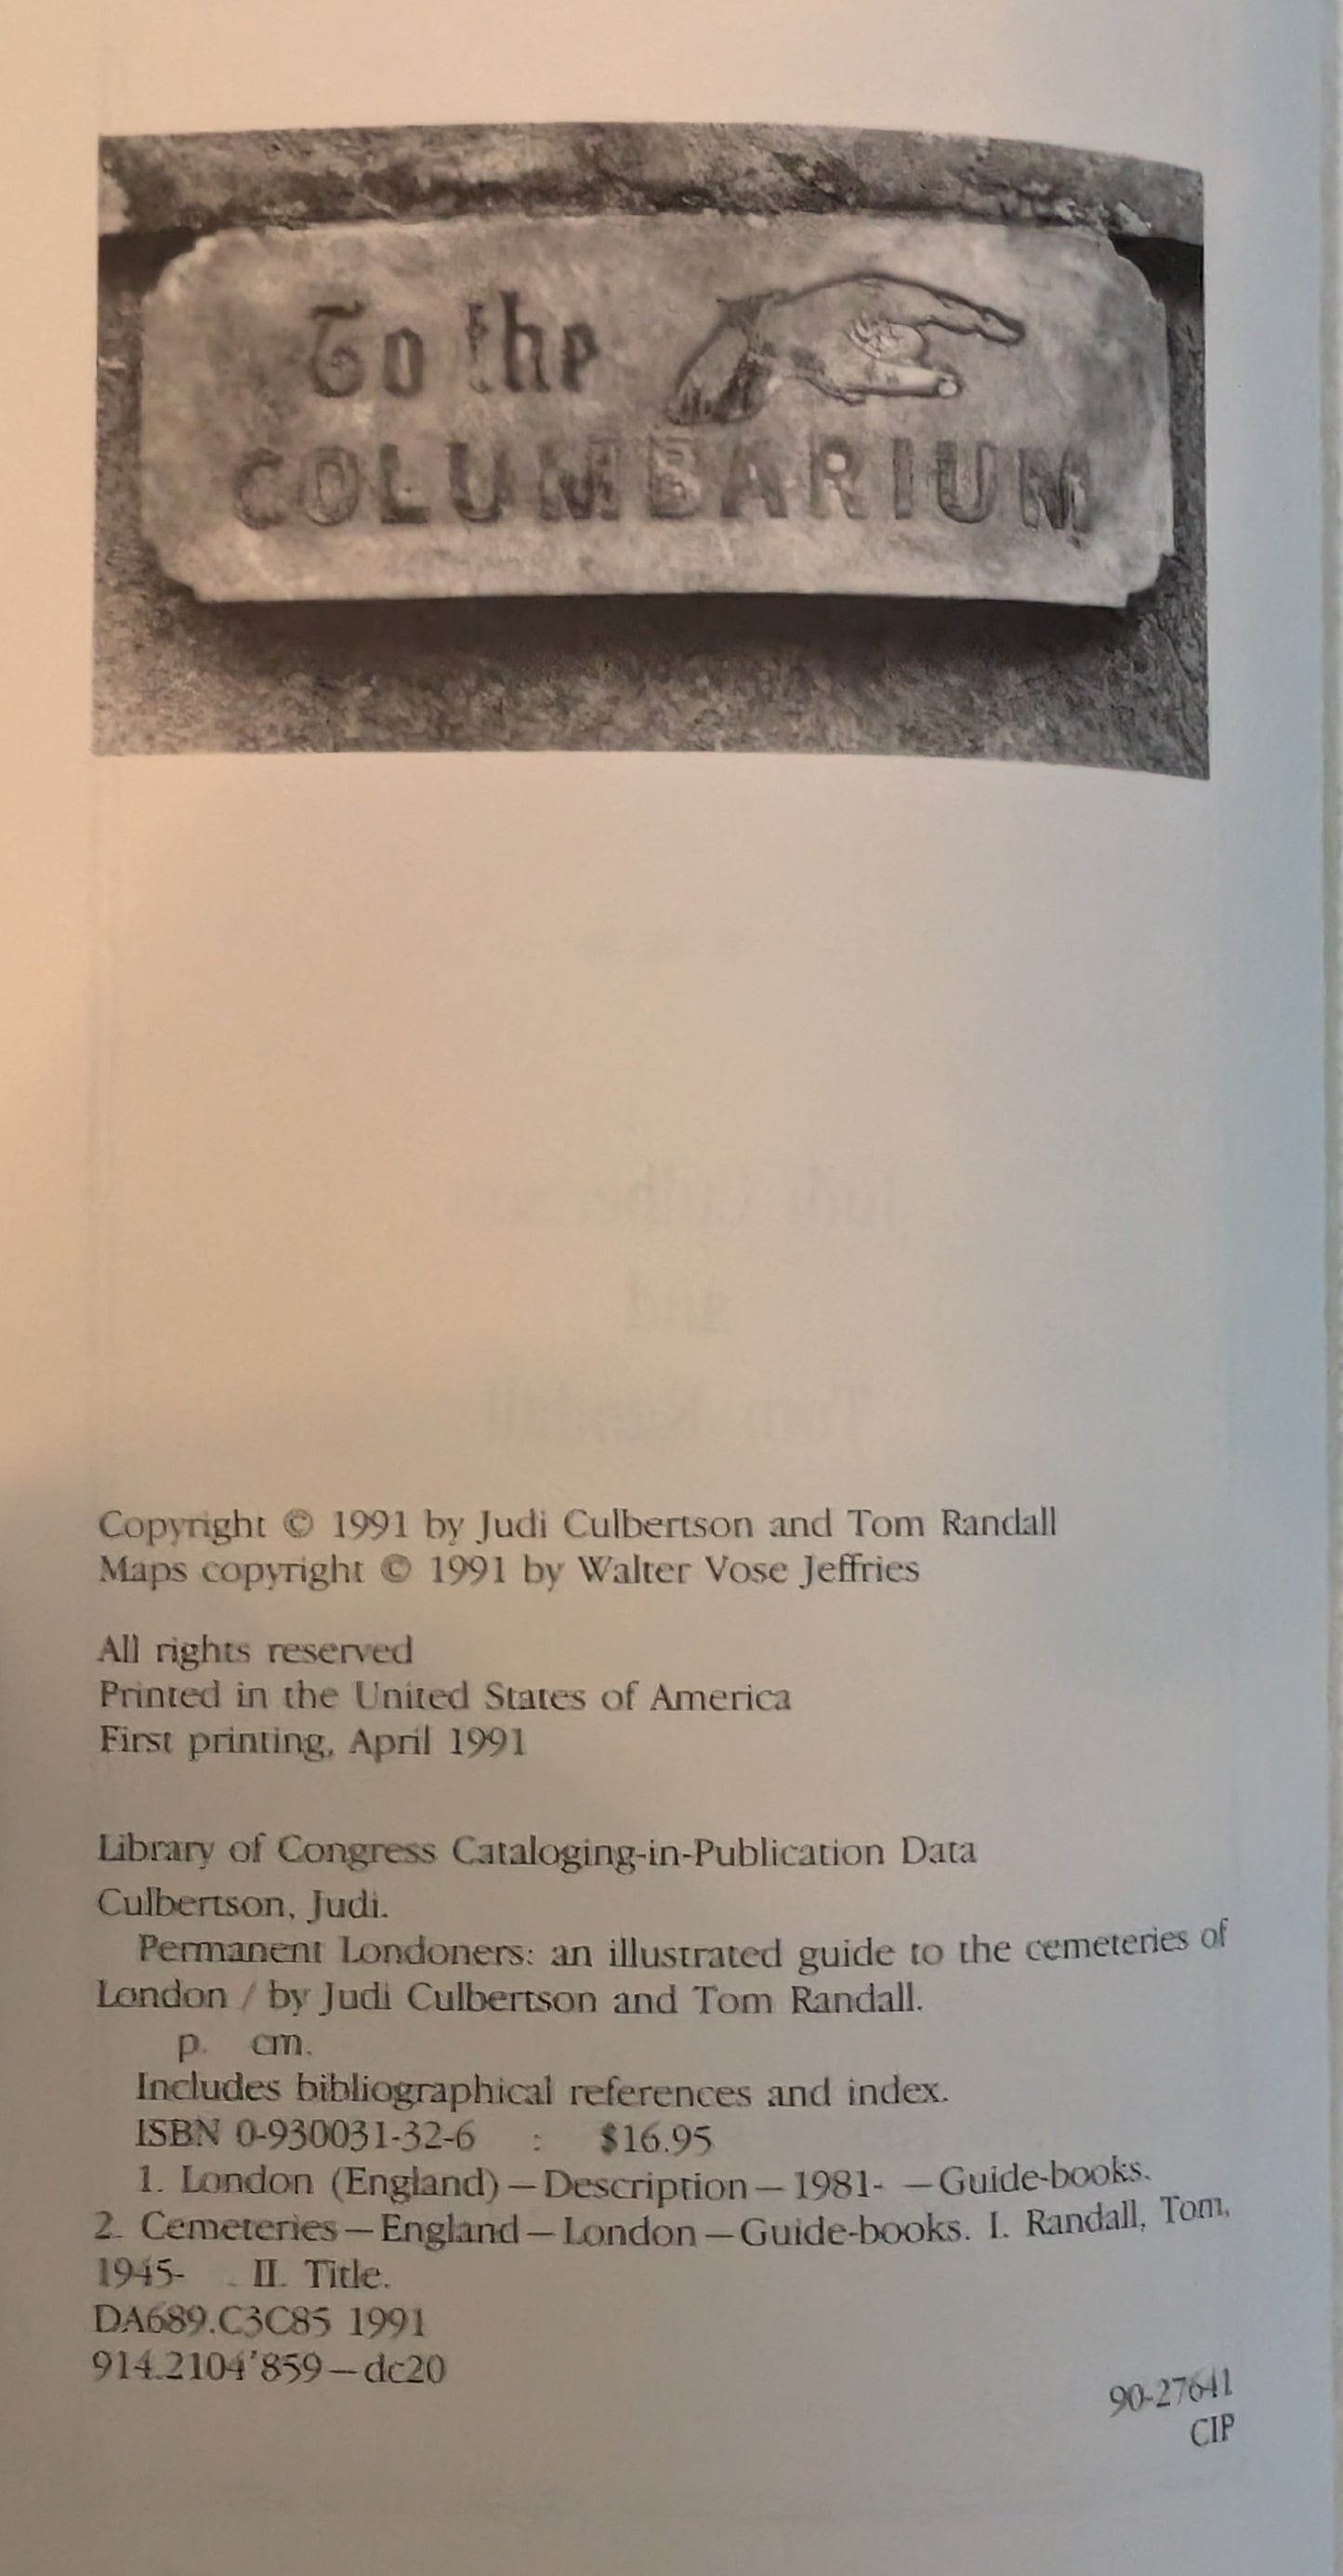 To the
COLUMBARIUM
Copyright © 1991 by Judi Culbertson and Tom Randall
Maps copyright © 1991 by Walter Vose Jeffries
All rights reserved
Printed in the United States of America
First printing, April 1991
Library of Congress Cataloging-in-Publication Data
Culbertson, Judi.
Permanent Londoners: an illustrated guide to the cemeteries of
London / by Judi Culbertson and Tom Randall.
p. cm.
Includes bibliographical references and index.
ISBN 0-930031-32-6 : $16.95
1. London (England)—Description—1981- —Guide-books.
2. Cemeteries—England—London—Guide-books. I. Randall, Tom,
1945- . II. Title.
DA689.C3C85 1991
914.2104'859—dc20
90-27641
CIP